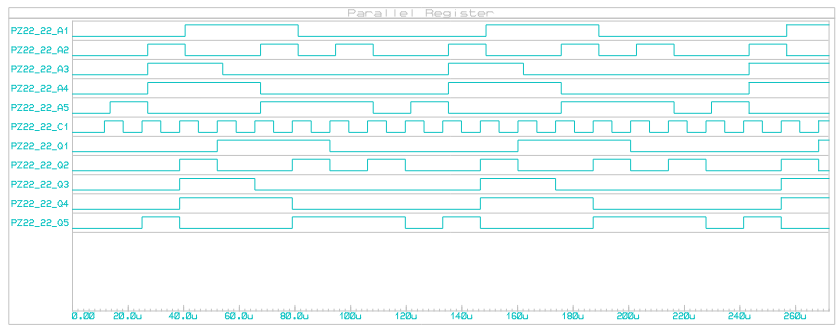 Parallel Register
PZ22_22_A1
PZ22_22_A2
PZ22_22_A3
PZ22_22_A4
PZ22_22_A5
PZ22_22_C1
PZ22_22_Q1
PZ22_22_Q2
PZ22_22_Q3
PZ22_22_Q4
PZ22_22_Q5
0.00 20.0u 40.0u 60.0u 80.0u 100u 120u 140u 160u 180u 200u 220u 240u 260u